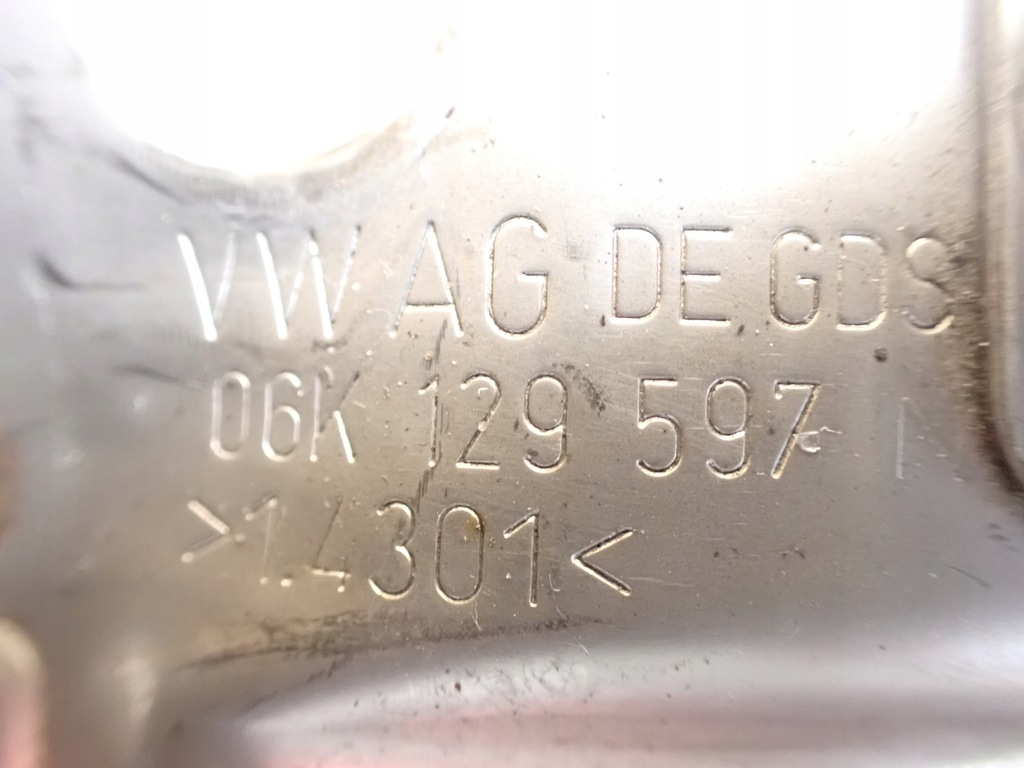 VW AG DE GDS
06K 129 597
>1.4301<